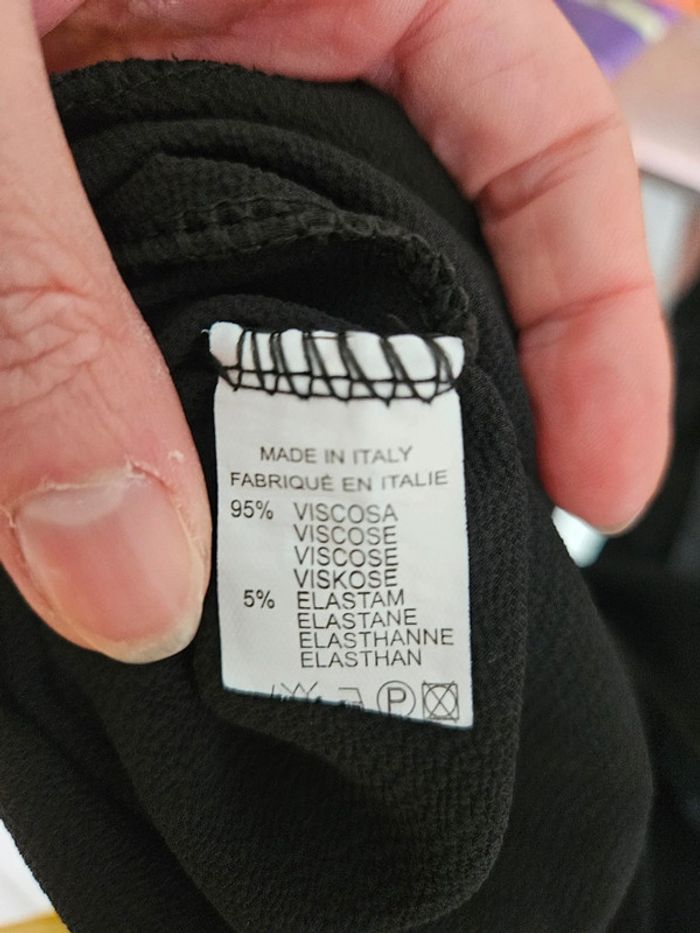 MADE IN ITALY
FABRIQUÉ EN ITALIE
95% VISCOSA
VISCOSE
VISCOSE
VISKOSE
5% ELASTAM
ELASTANE
ELASTHANNE
ELASTHAN
P